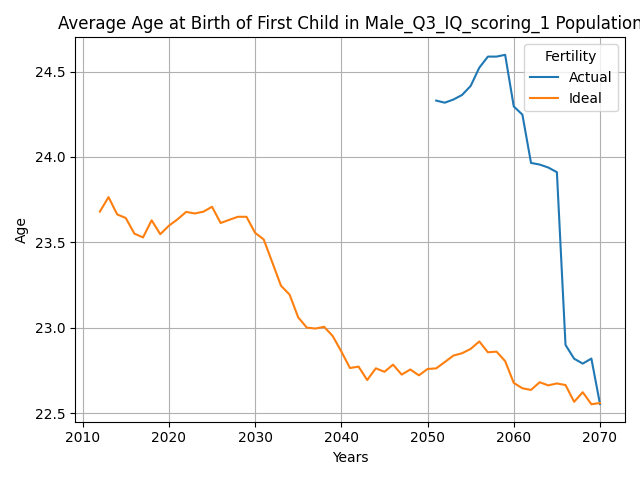 Average Age at Birth of First Child in Male_Q3_IQ_scoring_1 Population
Fertility
Actual
Ideal
24.5
24.0
23.5
23.0
22.5
Age
2010 2020 2030 2040 2050 2060 2070
Years